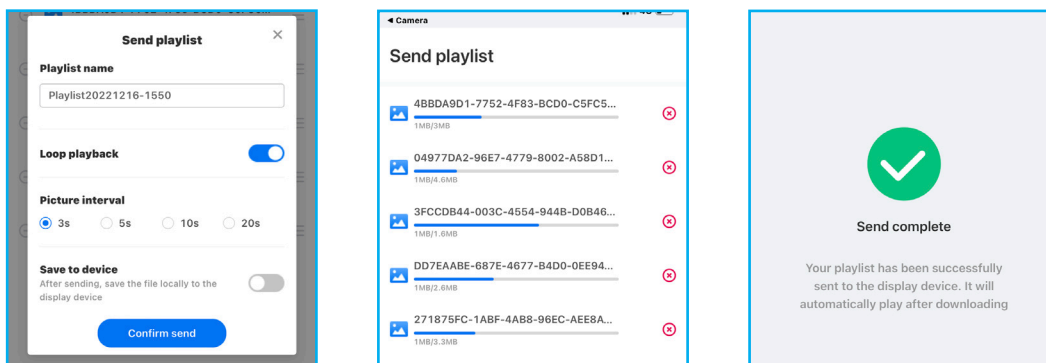 Send playlist
Playlist name
Playlist20221216-1550
Loop playback
Picture interval
3s 5s 10s 20s
Save to device
After sending, save the file locally to the
display device
Confirm send
Camera
Send playlist
4BBDA9D1-7752-4F83-BCD0-C5FC5...
1MB/3MB
04977DA2-96E7-4779-8002-A58D1...
1MB/4.6MB
3FCCDB44-003C-4554-944B-D0B46...
1MB/1.6MB
DD7EAABE-687E-4677-B4D0-0EE94...
1MB/2.6MB
271875FC-1ABF-4AB8-96EC-AEE8A...
1MB/3.3MB
Send complete
Your playlist has been successfully
sent to the display device. It will
automatically play after downloading